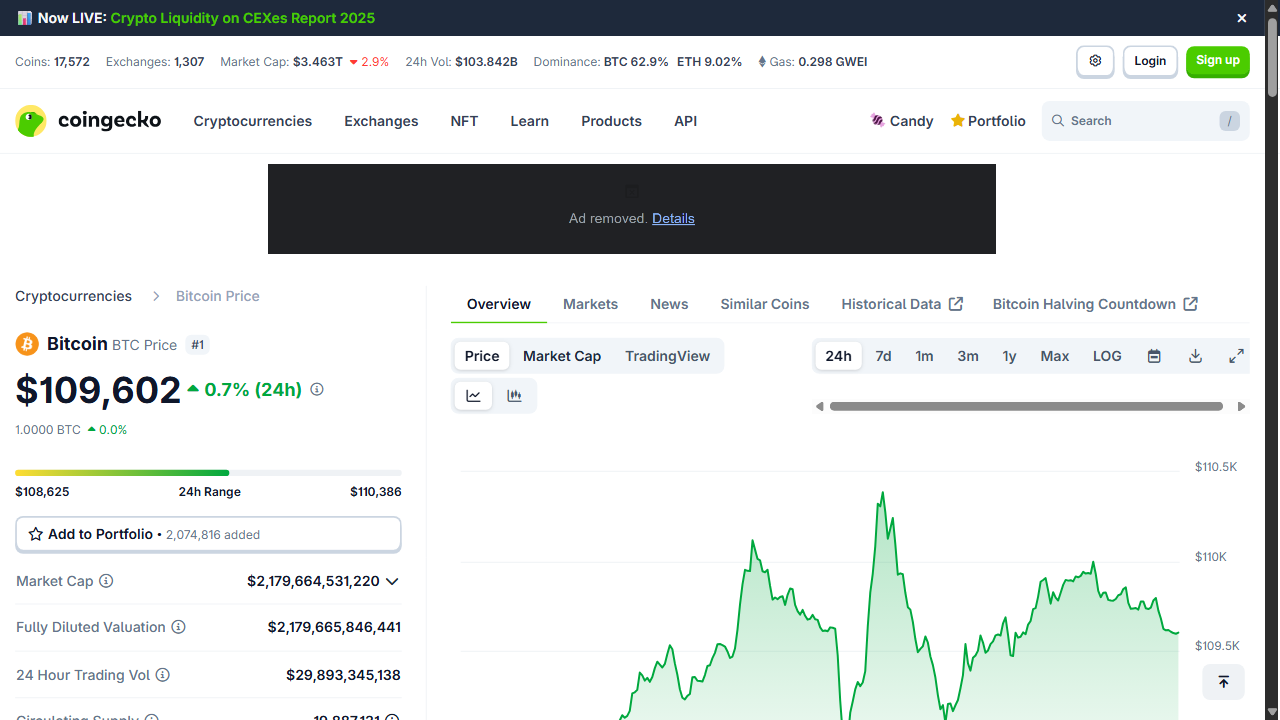 Now LIVE: Crypto Liquidity on CEXes Report 2025
Coins: 17,572 Exchanges: 1,307 Market Cap: $3.463T 2.9% 24h Vol: $103.842B Dominance: BTC 62.9% ETH 9.02% Gas: 0.298 GWEI
Login
Sign up
coingecko
Cryptocurrencies Exchanges NFT Learn Products API
Candy Portfolio
Search /
Ad removed. Details
Cryptocurrencies Bitcoin Price
Bitcoin BTC Price #1
$109,602 0.7% (24h)
1.0000 BTC 0.0%
$108,625 24h Range $110,386
Add to Portfolio • 2,074,816 added
Market Cap $2,179,664,531,220
Fully Diluted Valuation $2,179,665,846,441
24 Hour Trading Vol $29,893,345,138
Circulating Supply 19,887,131
Overview Markets News Similar Coins Historical Data Bitcoin Halving Countdown
Price Market Cap TradingView
24h 7d 1m 3m 1y Max LOG
$110.5K
$110K
$109.5K